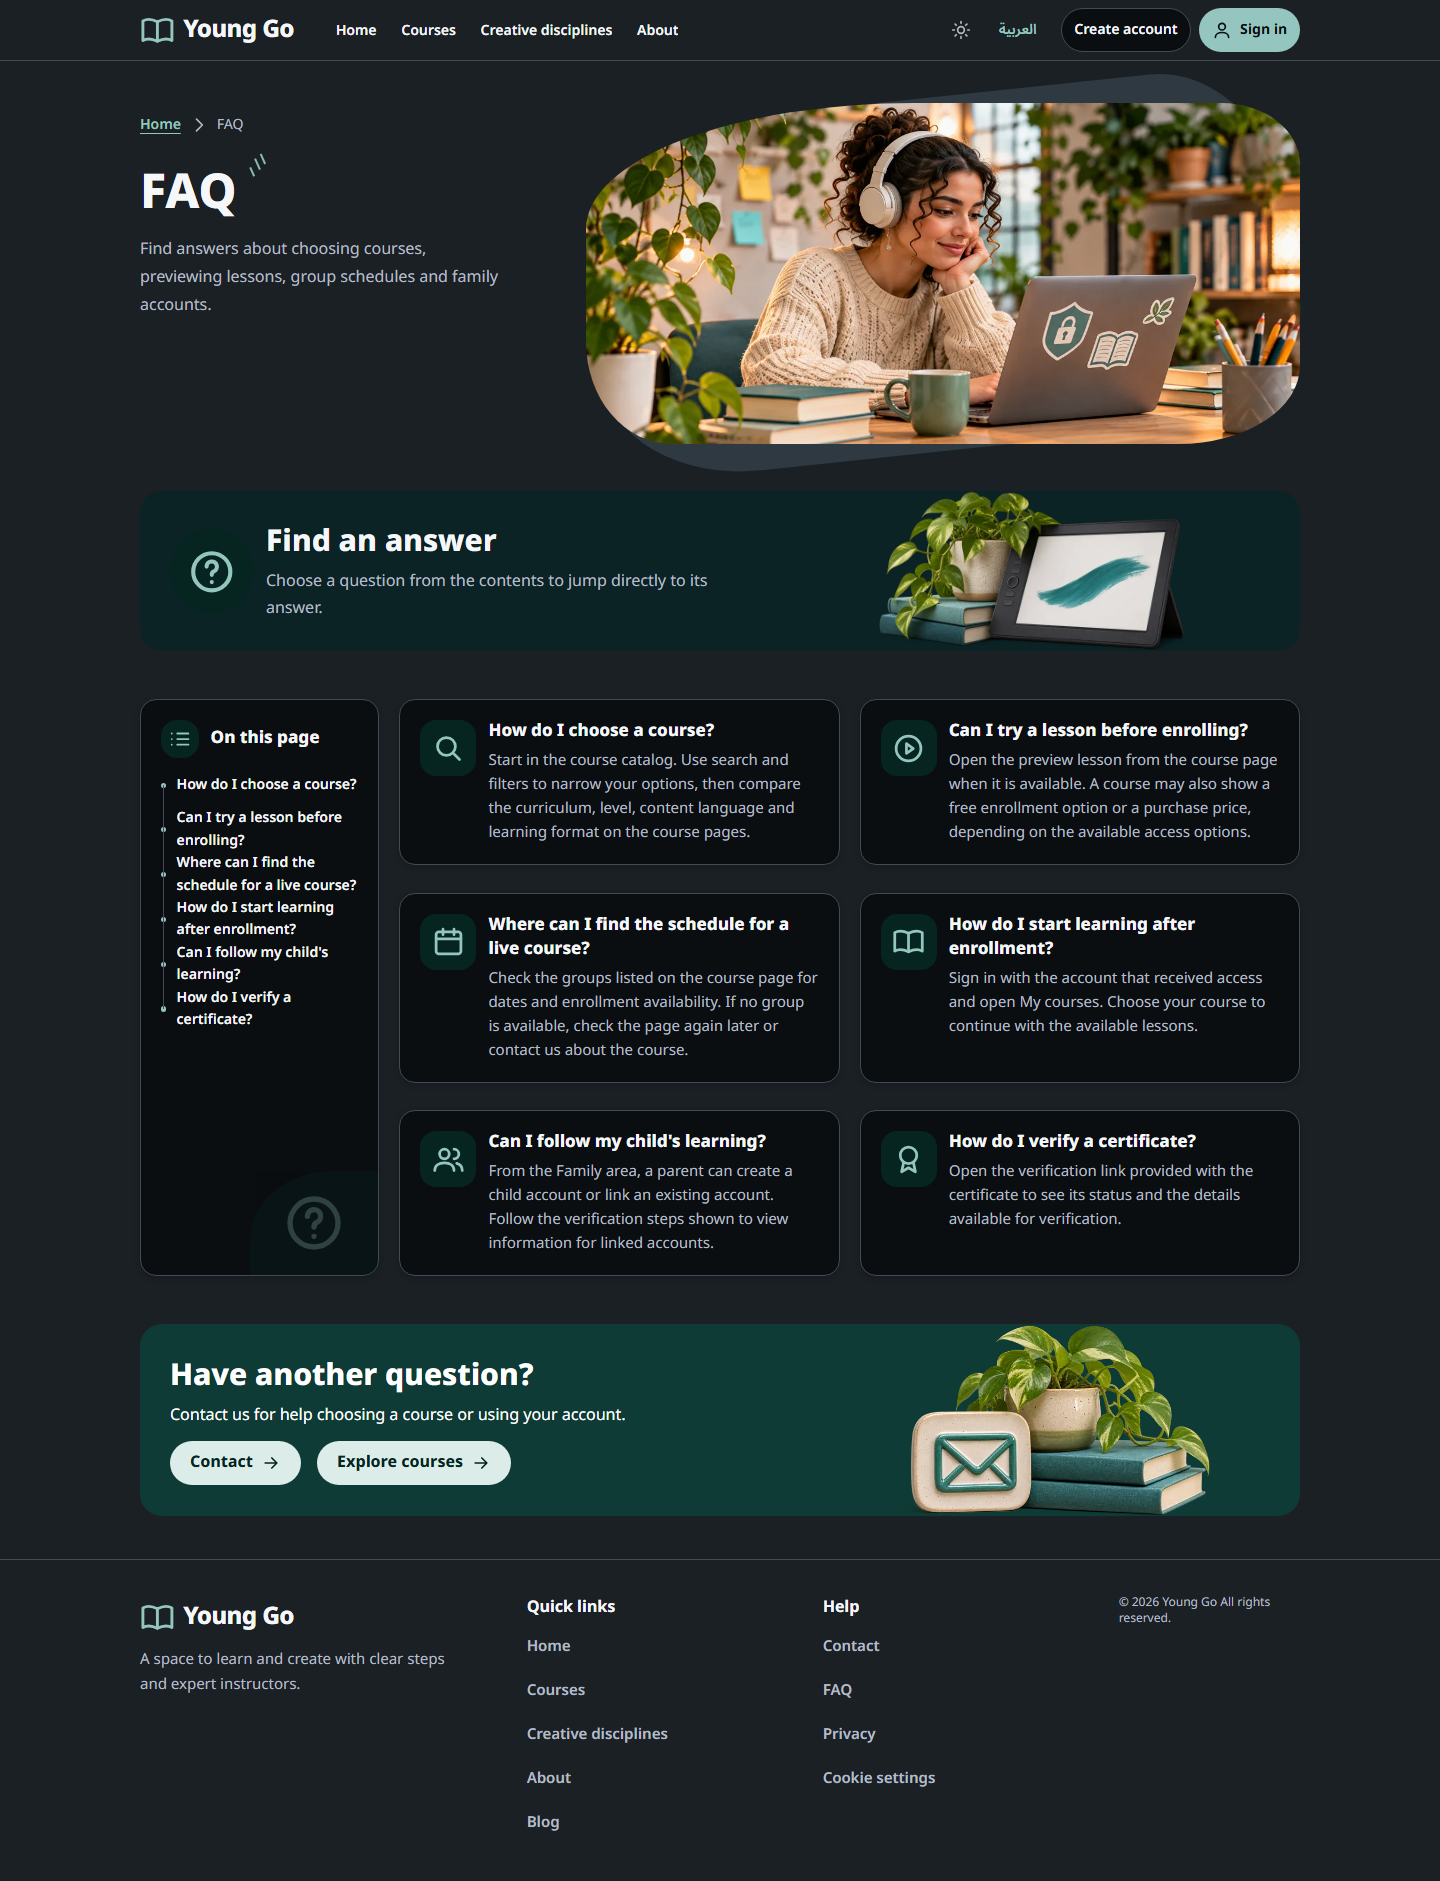 Young Go
Home
Courses
Creative disciplines
About
العربية
Create account
Sign in
Home
FAQ
FAQ
Find answers about choosing courses,
previewing lessons, group schedules and family
accounts.
Find an answer
Choose a question from the contents to jump directly to its
answer.
On this page
How do I choose a course?
Can I try a lesson before
enrolling?
Where can I find the
schedule for a live course?
How do I start learning
after enrollment?
Can I follow my child's
learning?
How do I verify a
certificate?
How do I choose a course?
Start in the course catalog. Use search and
filters to narrow your options, then compare
the curriculum, level, content language and
learning format on the course pages.
Can I try a lesson before enrolling?
Open the preview lesson from the course page
when it is available. A course may also show a
free enrollment option or a purchase price,
depending on the available access options.
Where can I find the schedule for a
live course?
Check the groups listed on the course page for
dates and enrollment availability. If no group
is available, check the page again later or
contact us about the course.
How do I start learning after
enrollment?
Sign in with the account that received access
and open My courses. Choose your course to
continue with the available lessons.
Can I follow my child's learning?
From the Family area, a parent can create a
child account or link an existing account.
Follow the verification steps shown to view
information for linked accounts.
How do I verify a certificate?
Open the verification link provided with the
certificate to see its status and the details
available for verification.
Have another question?
Contact us for help choosing a course or using your account.
Contact
Explore courses
Young Go
A space to learn and create with clear steps
and expert instructors.
Quick links
Home
Courses
Creative disciplines
About
Blog
Help
Contact
FAQ
Privacy
Cookie settings
© 2026 Young Go All rights
reserved.